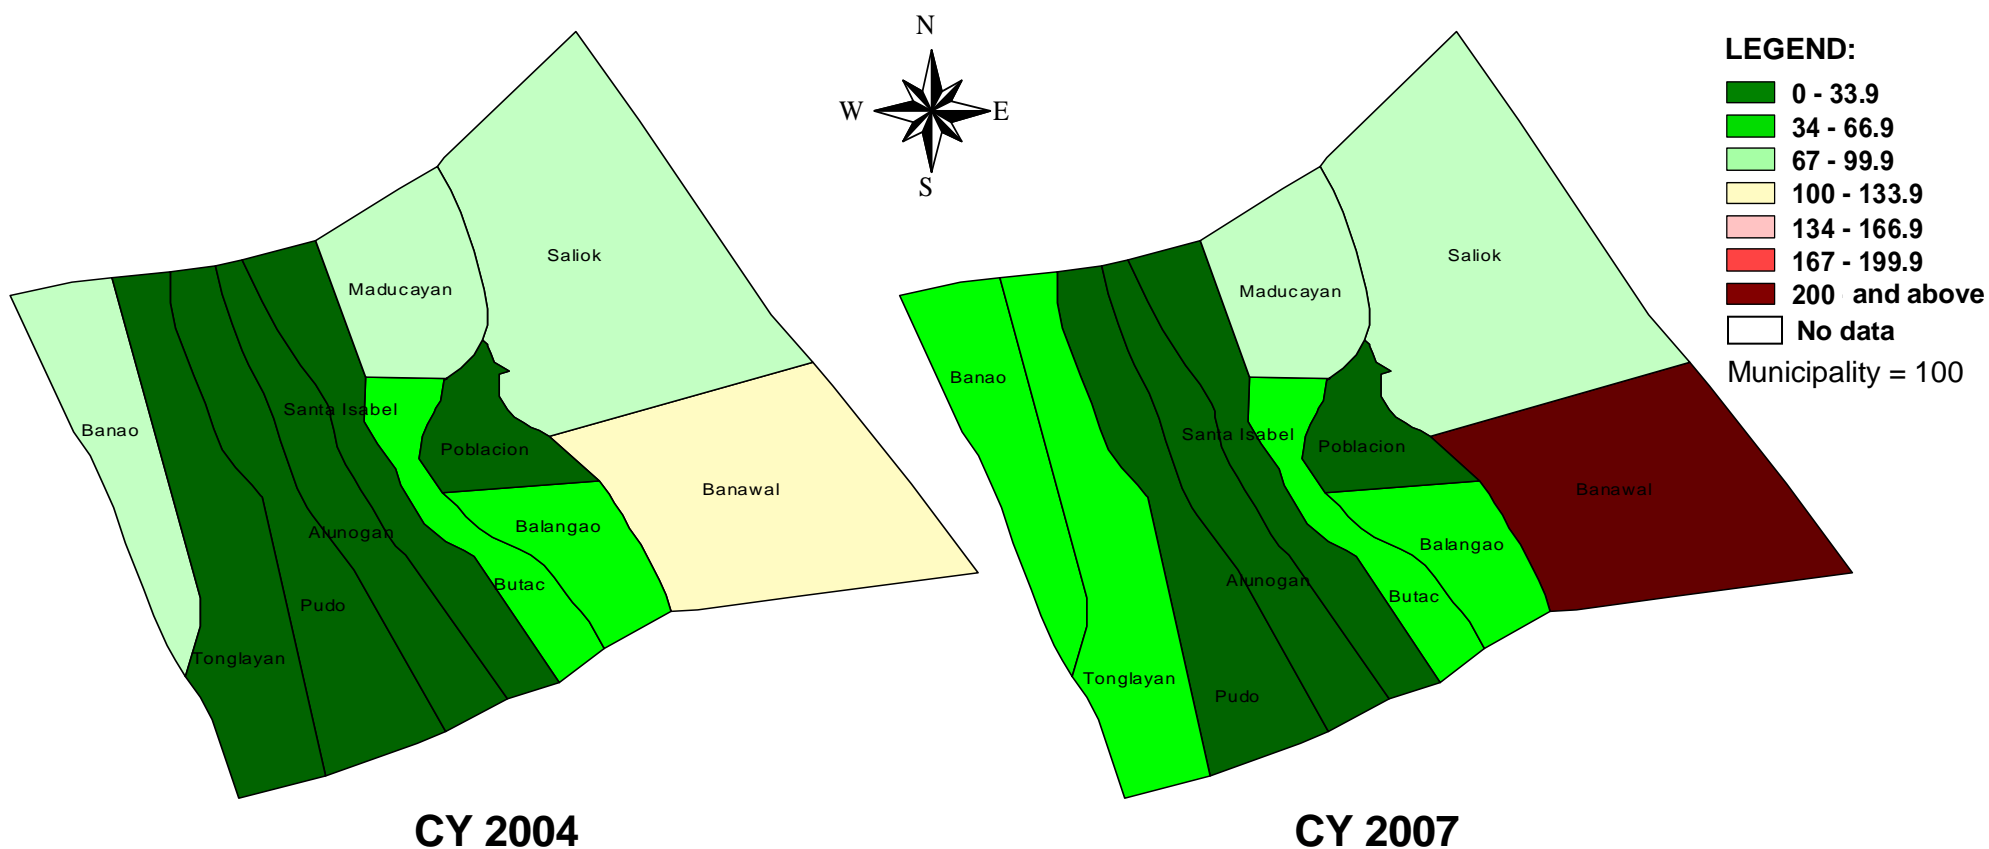 N
W
E
S
LEGEND:
0 - 33.9
34 - 66.9
67 - 99.9
100 - 133.9
134 - 166.9
167 - 199.9
200 and above
No data
Municipality = 100
Saliok
Maducayan
Santa Isabel
Banao
Poblacion
Banawal
Balangao
Alunogan
Butac
Pudo
Tonglayan
CY 2004
Saliok
Maducayan
Banao
Santa Isabel
Poblacion
Banawal
Balangao
Alunogan
Butac
Tonglayan
Pudo
CY 2007